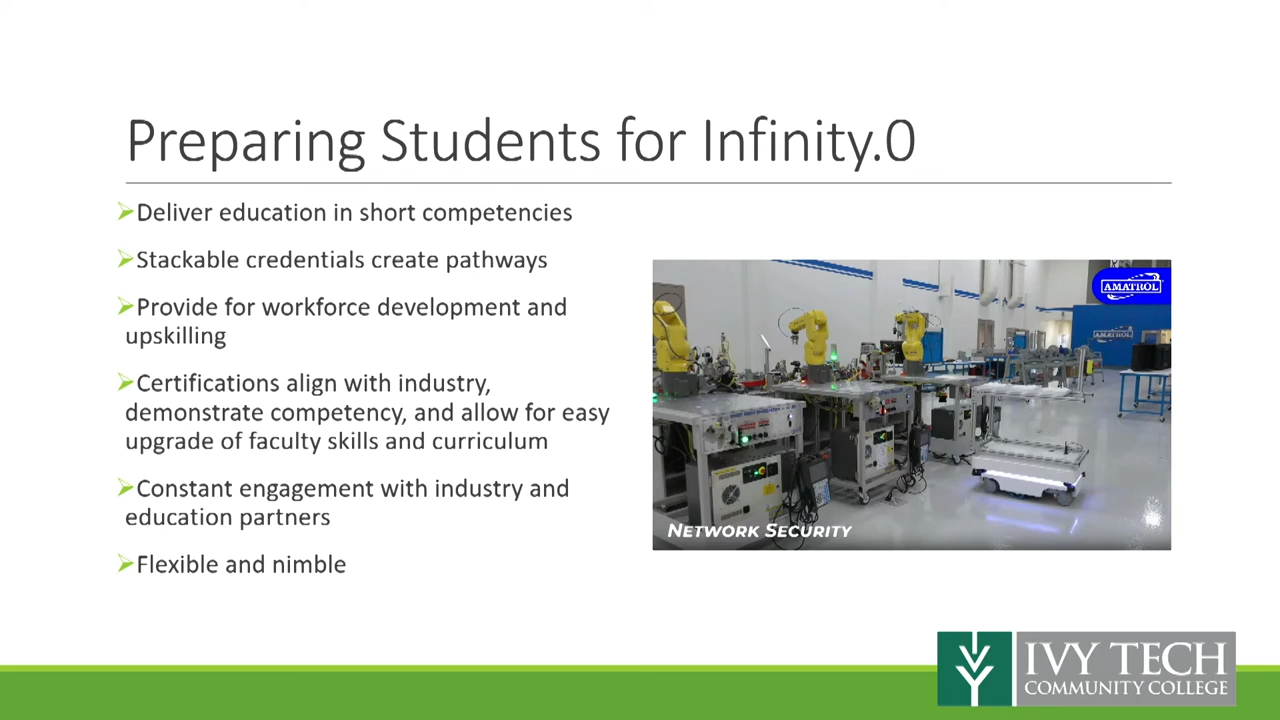 Preparing Students for Infinity.0
Deliver education in short competencies
Stackable credentials create pathways
Provide for workforce development and
upskilling
Certifications align with industry,
demonstrate competency, and allow for easy
upgrade of faculty skills and curriculum
Constant engagement with industry and
education partners
Flexible and nimble
AMATROL
AMATROL
NETWORK SECURITY
IVY TECH
COMMUNITY COLLEGE